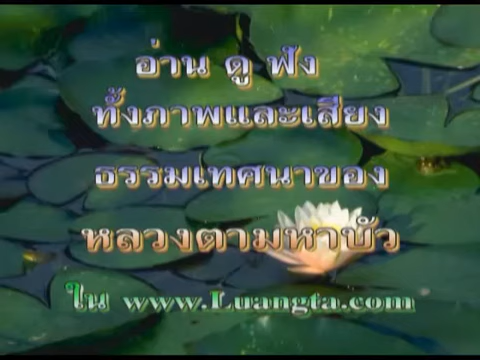 อ่าน ดู ฟัง
ทั้งภาพและเสียง
ธรรมเทศนาของ
หลวงตามหาบัว
ใน www.Luangta.com